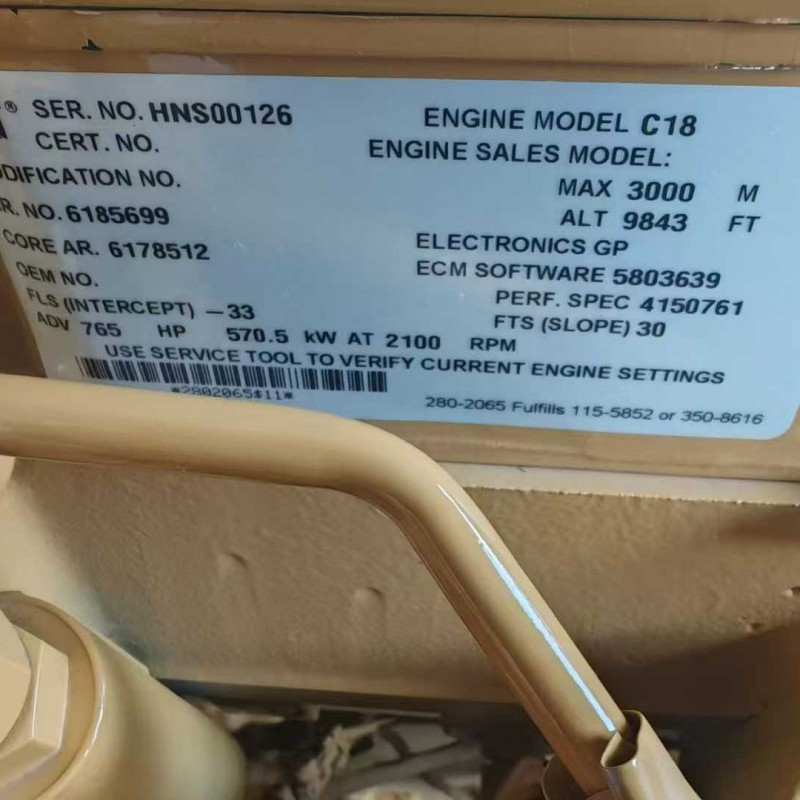 ® SER. NO. HNS00126 ENGINE MODEL C18
CERT. NO. ENGINE SALES MODEL:
DIFICATION NO. MAX 3000 M
R. NO. 6185699 ALT 9843 FT
CORE AR. 6178512 ELECTRONICS GP
OEM NO. ECM SOFTWARE 5803639
FLS (INTERCEPT) -33 PERF. SPEC 4150761
ADV 765 HP 570.5 kW AT 2100 RPM FTS (SLOPE) 30
USE SERVICE TOOL TO VERIFY CURRENT ENGINE SETTINGS
*2802065$11*
280-2065 Fulfills 115-5852 or 350-8616